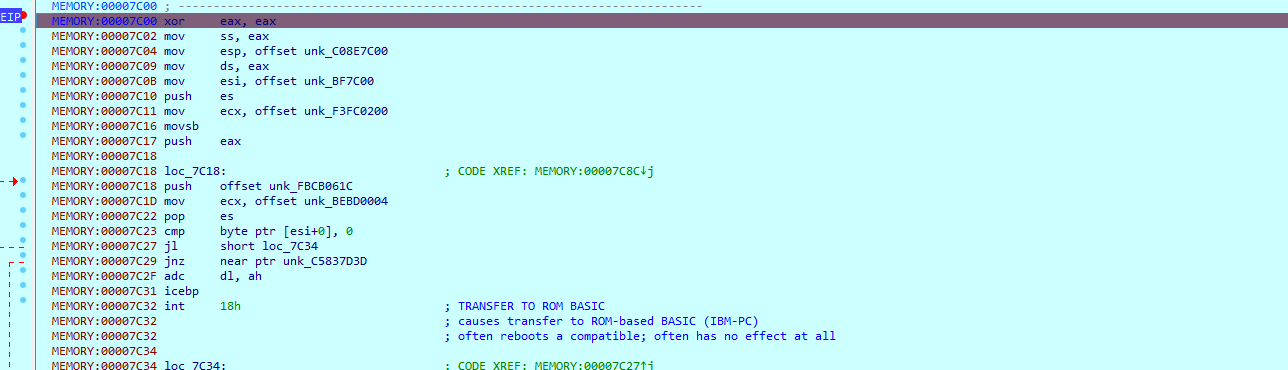 MEMORY:00007C00 ; ---------------------------------------------------------------------------
EIP MEMORY:00007C00 xor eax, eax
MEMORY:00007C02 mov ss, eax
MEMORY:00007C04 mov esp, offset unk_C08E7C00
MEMORY:00007C09 mov ds, eax
MEMORY:00007C0B mov esi, offset unk_BF7C00
MEMORY:00007C10 push es
MEMORY:00007C11 mov ecx, offset unk_F3FC0200
MEMORY:00007C16 movsb
MEMORY:00007C17 push eax
MEMORY:00007C18
MEMORY:00007C18 loc_7C18: ; CODE XREF: MEMORY:00007C8C↓j
MEMORY:00007C18 push offset unk_FBCB061C
MEMORY:00007C1D mov ecx, offset unk_BEBD0004
MEMORY:00007C22 pop es
MEMORY:00007C23 cmp byte ptr [esi+0], 0
MEMORY:00007C27 jl short loc_7C34
MEMORY:00007C29 jnz near ptr unk_C5837D3D
MEMORY:00007C2F adc dl, ah
MEMORY:00007C31 icebp
MEMORY:00007C32 int 18h ; TRANSFER TO ROM BASIC
MEMORY:00007C32 ; causes transfer to ROM-based BASIC (IBM-PC)
MEMORY:00007C32 ; often reboots a compatible; often has no effect at all
MEMORY:00007C34
MEMORY:00007C34 loc_7C34: ; CODE XREF: MEMORY:00007C27↑j